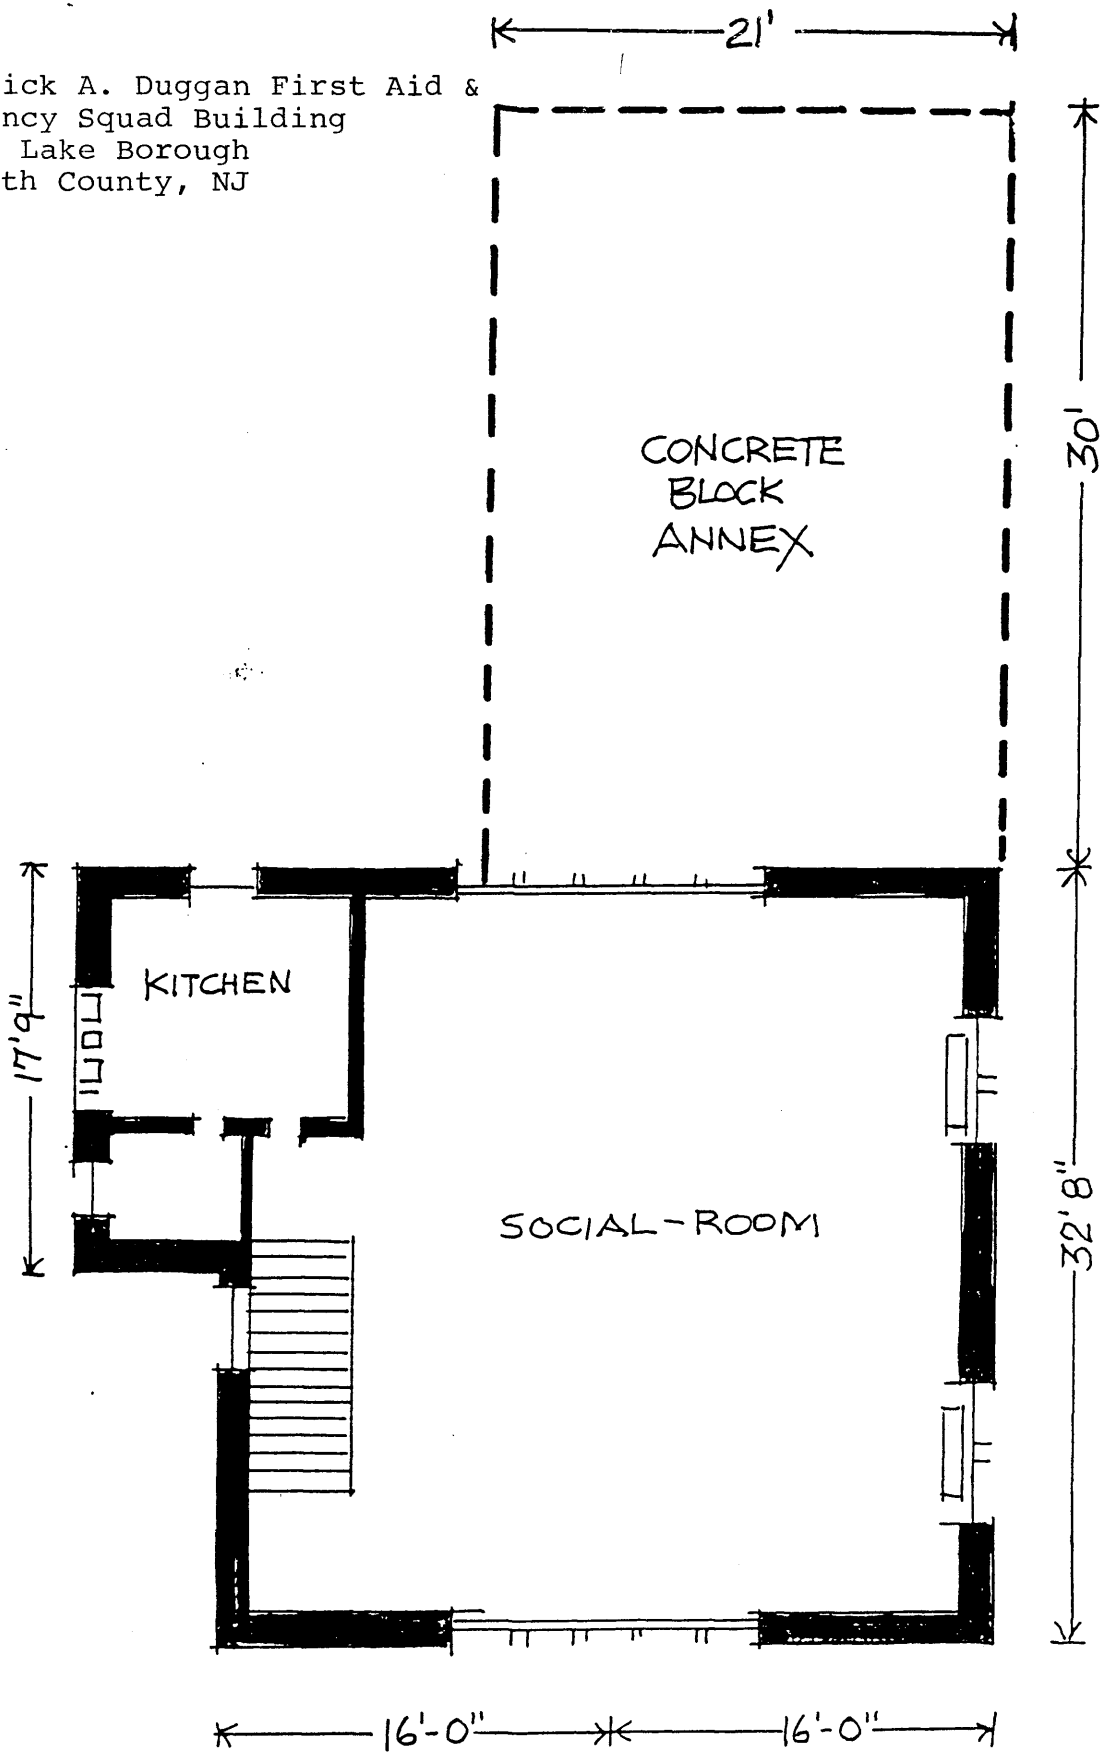 21'
ick A. Duggan First Aid &
ncy Squad Building
Lake Borough
th County, NJ
30'
CONCRETE
BLOCK
ANNEX
KITCHEN
17'9"
SOCIAL-ROOM
32'8"
16'-0"
16'-0"